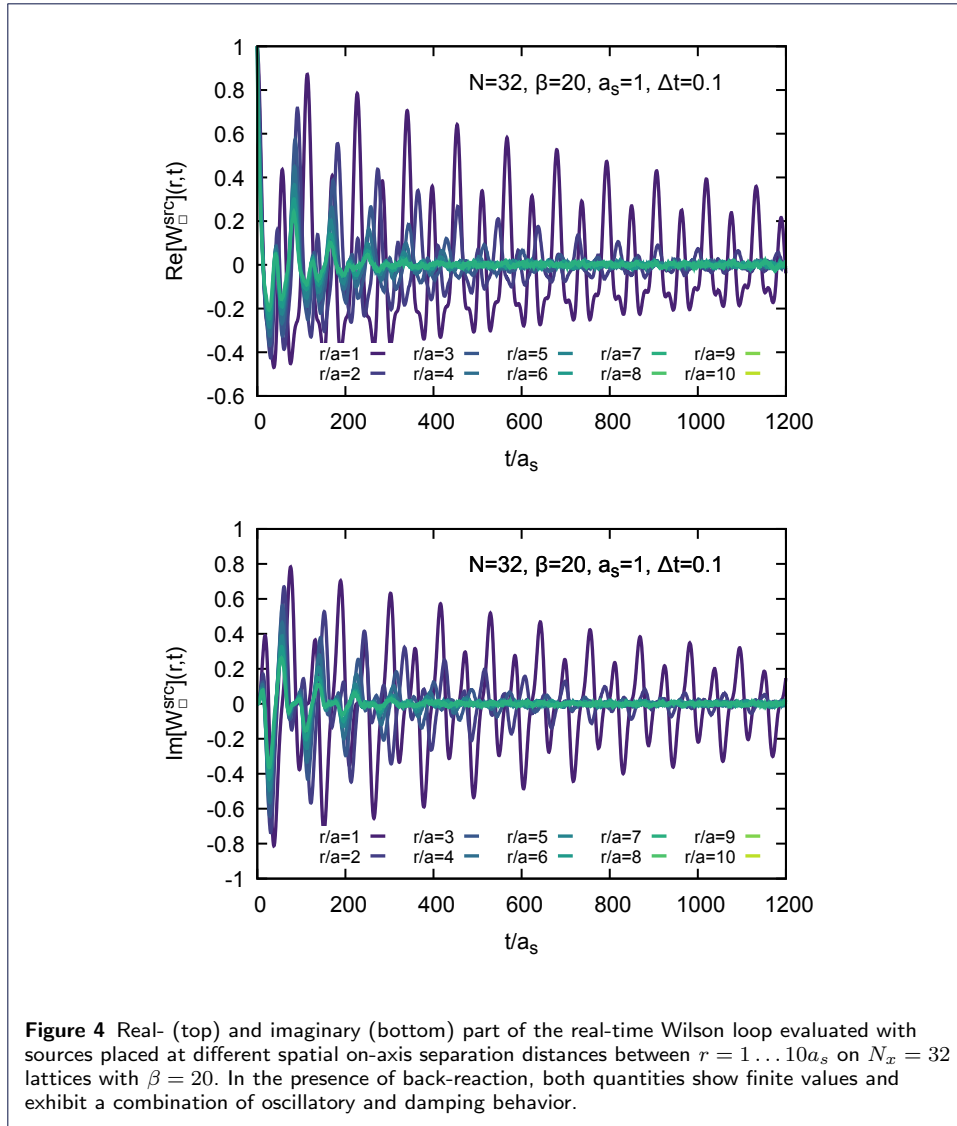 1
0.8
0.6
0.4
0.2
0
-0.2
-0.4
-0.6
Re[W□^src](r,t)
N=32, β=20, a_s=1, Δt=0.1
r/a=1 r/a=3 r/a=5 r/a=7 r/a=9
r/a=2 r/a=4 r/a=6 r/a=8 r/a=10
0 200 400 600 800 1000 1200
t/a_s
1
0.8
0.6
0.4
0.2
0
-0.2
-0.4
-0.6
-0.8
-1
Im[W□^src](r,t)
N=32, β=20, a_s=1, Δt=0.1
r/a=1 r/a=3 r/a=5 r/a=7 r/a=9
r/a=2 r/a=4 r/a=6 r/a=8 r/a=10
0 200 400 600 800 1000 1200
t/a_s
Figure 4 Real- (top) and imaginary (bottom) part of the real-time Wilson loop evaluated with
sources placed at different spatial on-axis separation distances between r = 1 . . . 10a_s on N_x = 32
lattices with β = 20. In the presence of back-reaction, both quantities show finite values and
exhibit a combination of oscillatory and damping behavior.